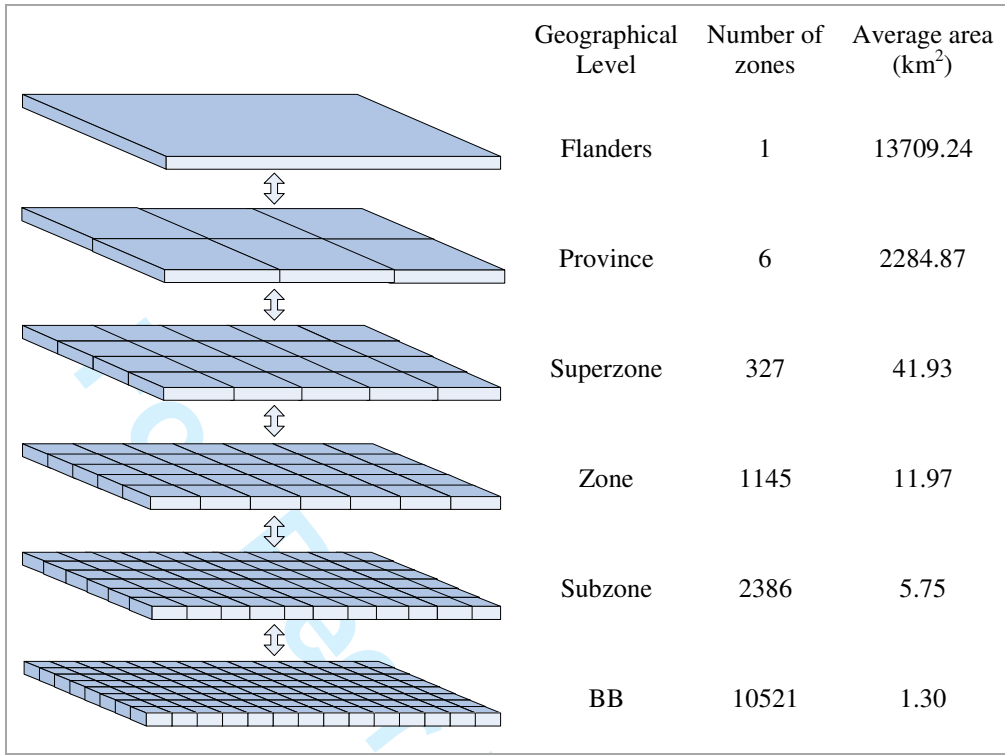 Geographical Level Number of zones Average area (km²)
Flanders 1 13709.24
Province 6 2284.87
Superzone 327 41.93
Zone 1145 11.97
Subzone 2386 5.75
BB 10521 1.30